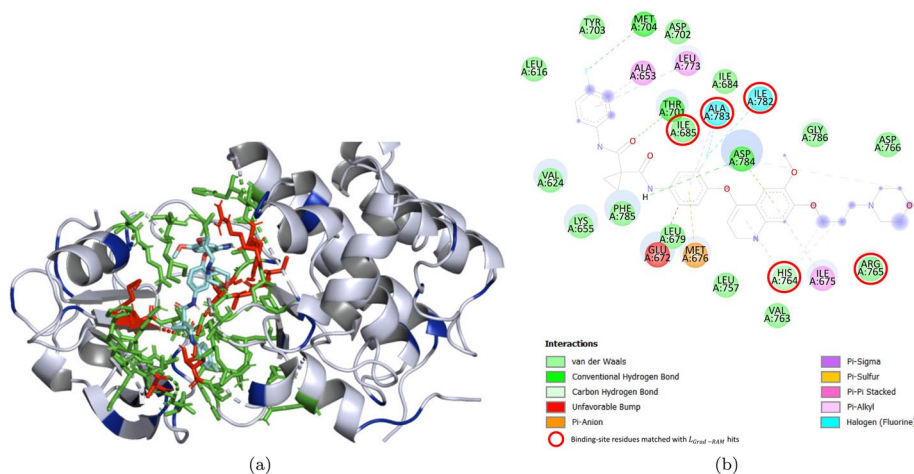 (b)
TYR
A:703
MET
A:704
ASP
A:702
LEU
A:616
ALA
A:653
LEU
A:773
ILE
A:684
THR
A:701
ILE
A:685
ALA
A:783
ILE
A:782
GLY
A:786
ASP
A:766
ASP
A:784
VAL
A:624
LYS
A:655
PHE
A:785
H
LEU
A:679
GLU
A:672
MET
A:676
LEU
A:757
HIS
A:764
ILE
A:675
ARG
A:765
VAL
A:763
Interactions
van der Waals
Conventional Hydrogen Bond
Carbon Hydrogen Bond
Unfavorable Bump
Pi-Anion
Binding-site residues matched with L_{Grad-RAM} hits
Pi-Sigma
Pi-Sulfur
Pi-Pi Stacked
Pi-Alkyl
Halogen (Fluorine)
(a)
(b)